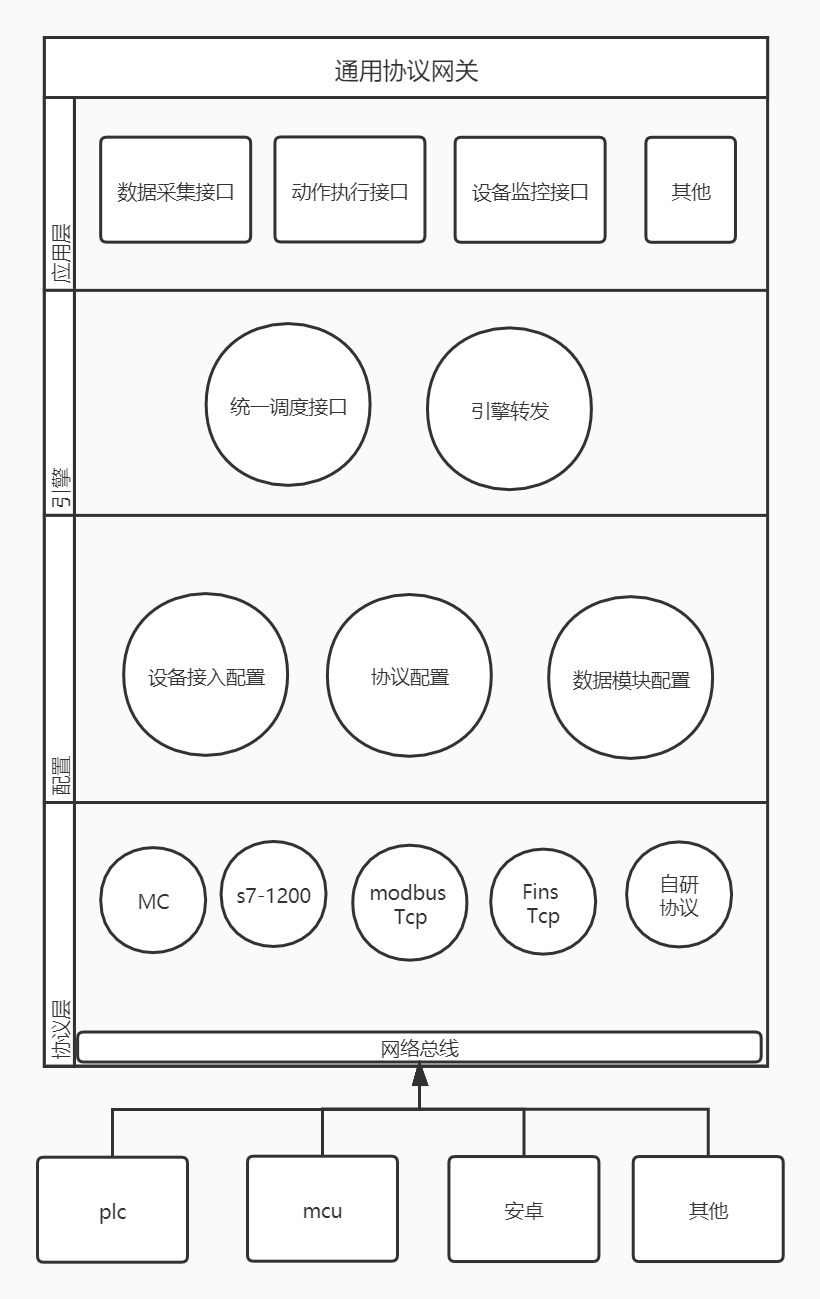 通用协议网关
应用层
数据采集接口
动作执行接口
设备监控接口
其他
引擎
统一调度接口
引擎转发
配置
设备接入配置
协议配置
数据模块配置
协议层
MC
s7-1200
modbus
Tcp
Fins
Tcp
自研
协议
网络总线
plc
mcu
安卓
其他